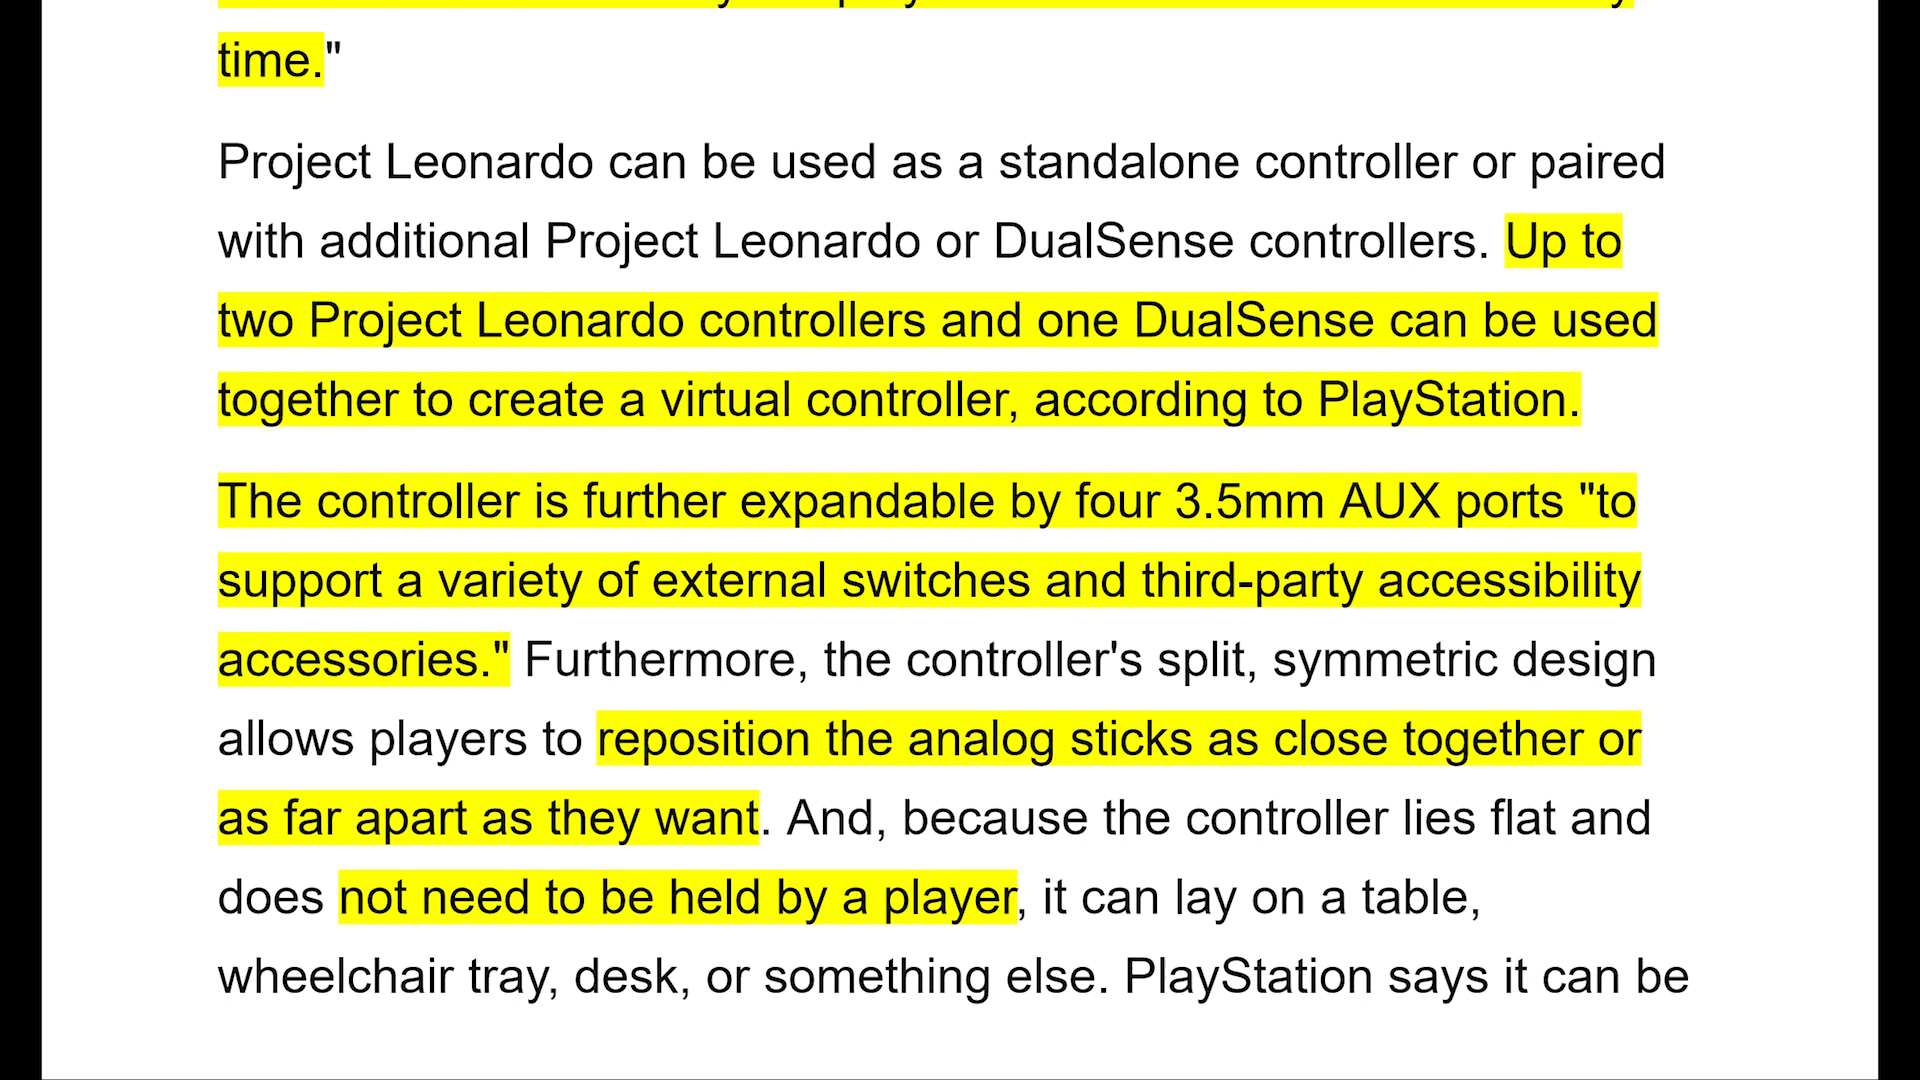 time."
Project Leonardo can be used as a standalone controller or paired
with additional Project Leonardo or DualSense controllers. Up to
two Project Leonardo controllers and one DualSense can be used
together to create a virtual controller, according to PlayStation.
The controller is further expandable by four 3.5mm AUX ports "to
support a variety of external switches and third-party accessibility
accessories." Furthermore, the controller's split, symmetric design
allows players to reposition the analog sticks as close together or
as far apart as they want. And, because the controller lies flat and
does not need to be held by a player, it can lay on a table,
wheelchair tray, desk, or something else. PlayStation says it can be